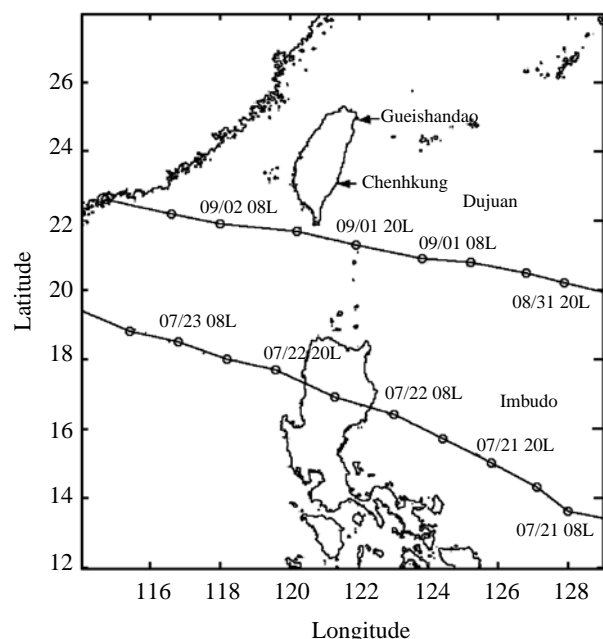 26
24
22
20
18
16
14
12
Latitude
Gueishandao
Chenhkung
Dujuan
09/02 08L
09/01 20L
09/01 08L
08/31 20L
07/23 08L
07/22 20L
07/22 08L
Imbudo
07/21 20L
07/21 08L
116 118 120 122 124 126 128
Longitude